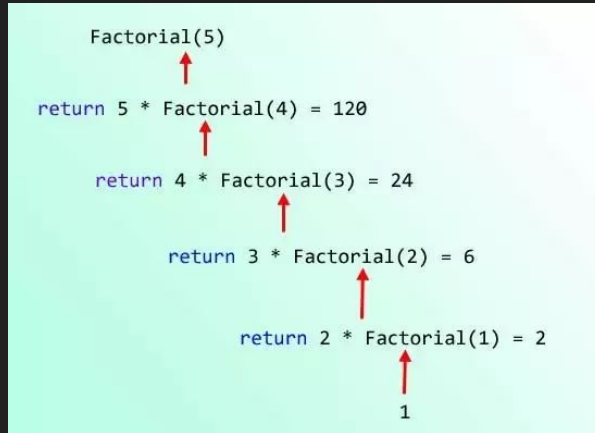 Factorial(5)
return 5 * Factorial(4) = 120
return 4 * Factorial(3) = 24
return 3 * Factorial(2) = 6
return 2 * Factorial(1) = 2
1